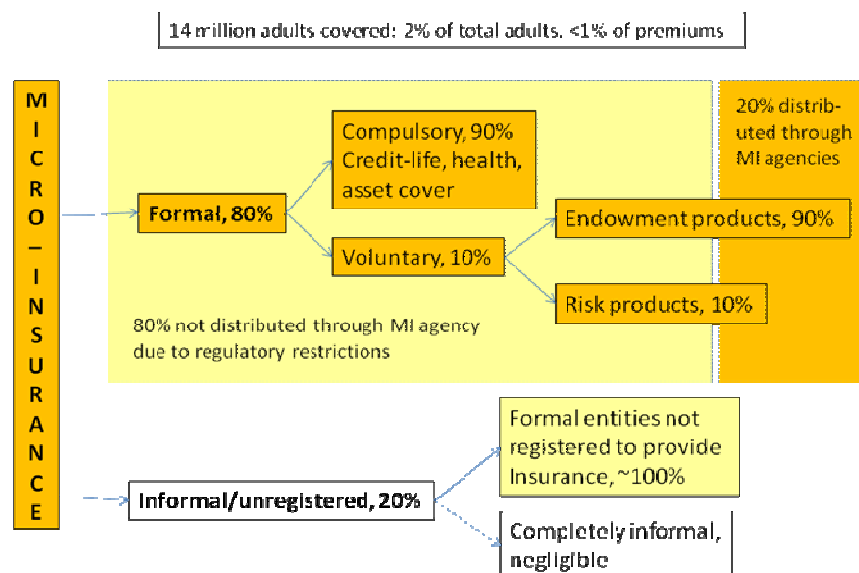 14 million adults covered: 2% of total adults. <1% of premiums
MICRO – INSURANCE
20% distrib-
uted through
MI agencies
Compulsory, 90%
Credit-life, health,
asset cover
Formal, 80%
Endowment products, 90%
Voluntary, 10%
Risk products, 10%
80% not distributed through MI agency
due to regulatory restrictions
Formal entities not
registered to provide
Insurance, ~100%
Informal/unregistered, 20%
Completely informal,
negligible